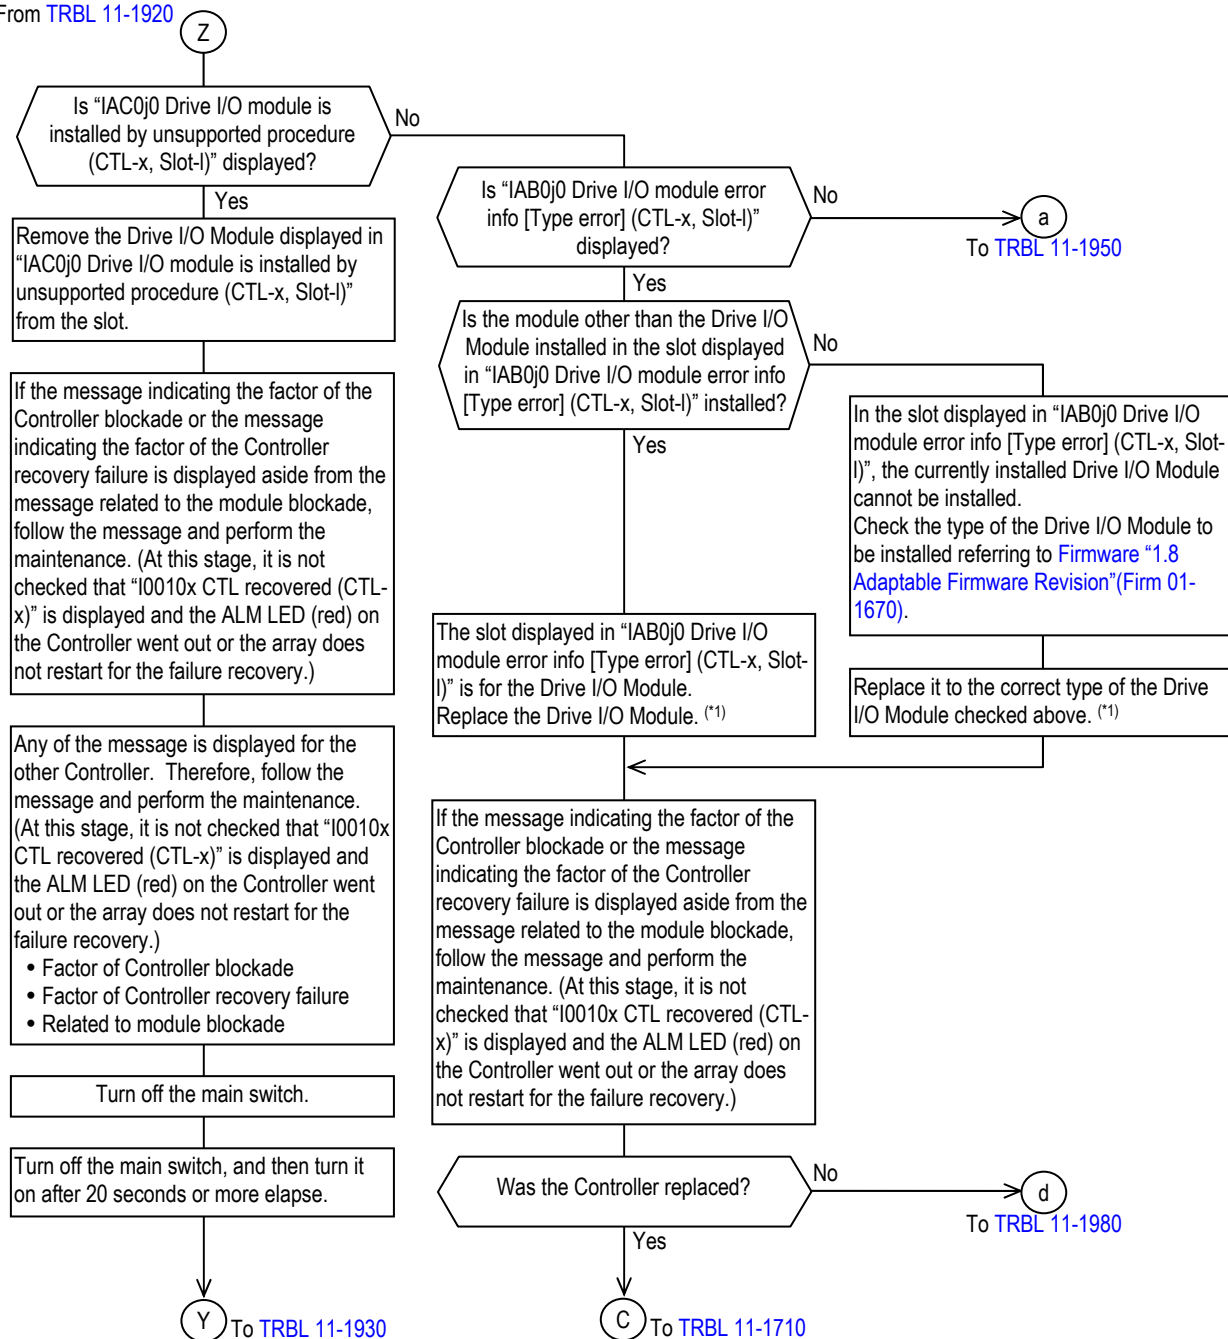 From TRBL 11-1920
Z
Is “IAC0j0 Drive I/O module is
installed by unsupported procedure
(CTL-x, Slot-l)” displayed?
No
Yes
Remove the Drive I/O Module displayed in
“IAC0j0 Drive I/O module is installed by
unsupported procedure (CTL-x, Slot-l)”
from the slot.
If the message indicating the factor of the
Controller blockade or the message
indicating the factor of the Controller
recovery failure is displayed aside from the
message related to the module blockade,
follow the message and perform the
maintenance. (At this stage, it is not
checked that “I0010x CTL recovered (CTL-
x)” is displayed and the ALM LED (red) on
the Controller went out or the array does
not restart for the failure recovery.)
Any of the message is displayed for the
other Controller.  Therefore, follow the
message and perform the maintenance.
(At this stage, it is not checked that “I0010x
CTL recovered (CTL-x)” is displayed and
the ALM LED (red) on the Controller went
out or the array does not restart for the
failure recovery.)
• Factor of Controller blockade
• Factor of Controller recovery failure
• Related to module blockade
Turn off the main switch.
Turn off the main switch, and then turn it
on after 20 seconds or more elapse.
Y
To TRBL 11-1930
Is “IAB0j0 Drive I/O module error
info [Type error] (CTL-x, Slot-l)”
displayed?
No
a
To TRBL 11-1950
Yes
Is the module other than the Drive I/O
Module installed in the slot displayed
in “IAB0j0 Drive I/O module error info
[Type error] (CTL-x, Slot-l)” installed?
No
Yes
In the slot displayed in “IAB0j0 Drive I/O
module error info [Type error] (CTL-x, Slot-
l)”, the currently installed Drive I/O Module
cannot be installed.
Check the type of the Drive I/O Module to
be installed referring to Firmware “1.8
Adaptable Firmware Revision”(Firm 01-
1670).
Replace it to the correct type of the Drive
I/O Module checked above. (*1)
The slot displayed in “IAB0j0 Drive I/O
module error info [Type error] (CTL-x, Slot-
l)” is for the Drive I/O Module.
Replace the Drive I/O Module. (*1)
If the message indicating the factor of the
Controller blockade or the message
indicating the factor of the Controller
recovery failure is displayed aside from the
message related to the module blockade,
follow the message and perform the
maintenance. (At this stage, it is not
checked that “I0010x CTL recovered (CTL-
x)” is displayed and the ALM LED (red) on
the Controller went out or the array does
not restart for the failure recovery.)
Was the Controller replaced?
No
d
To TRBL 11-1980
Yes
C
To TRBL 11-1710